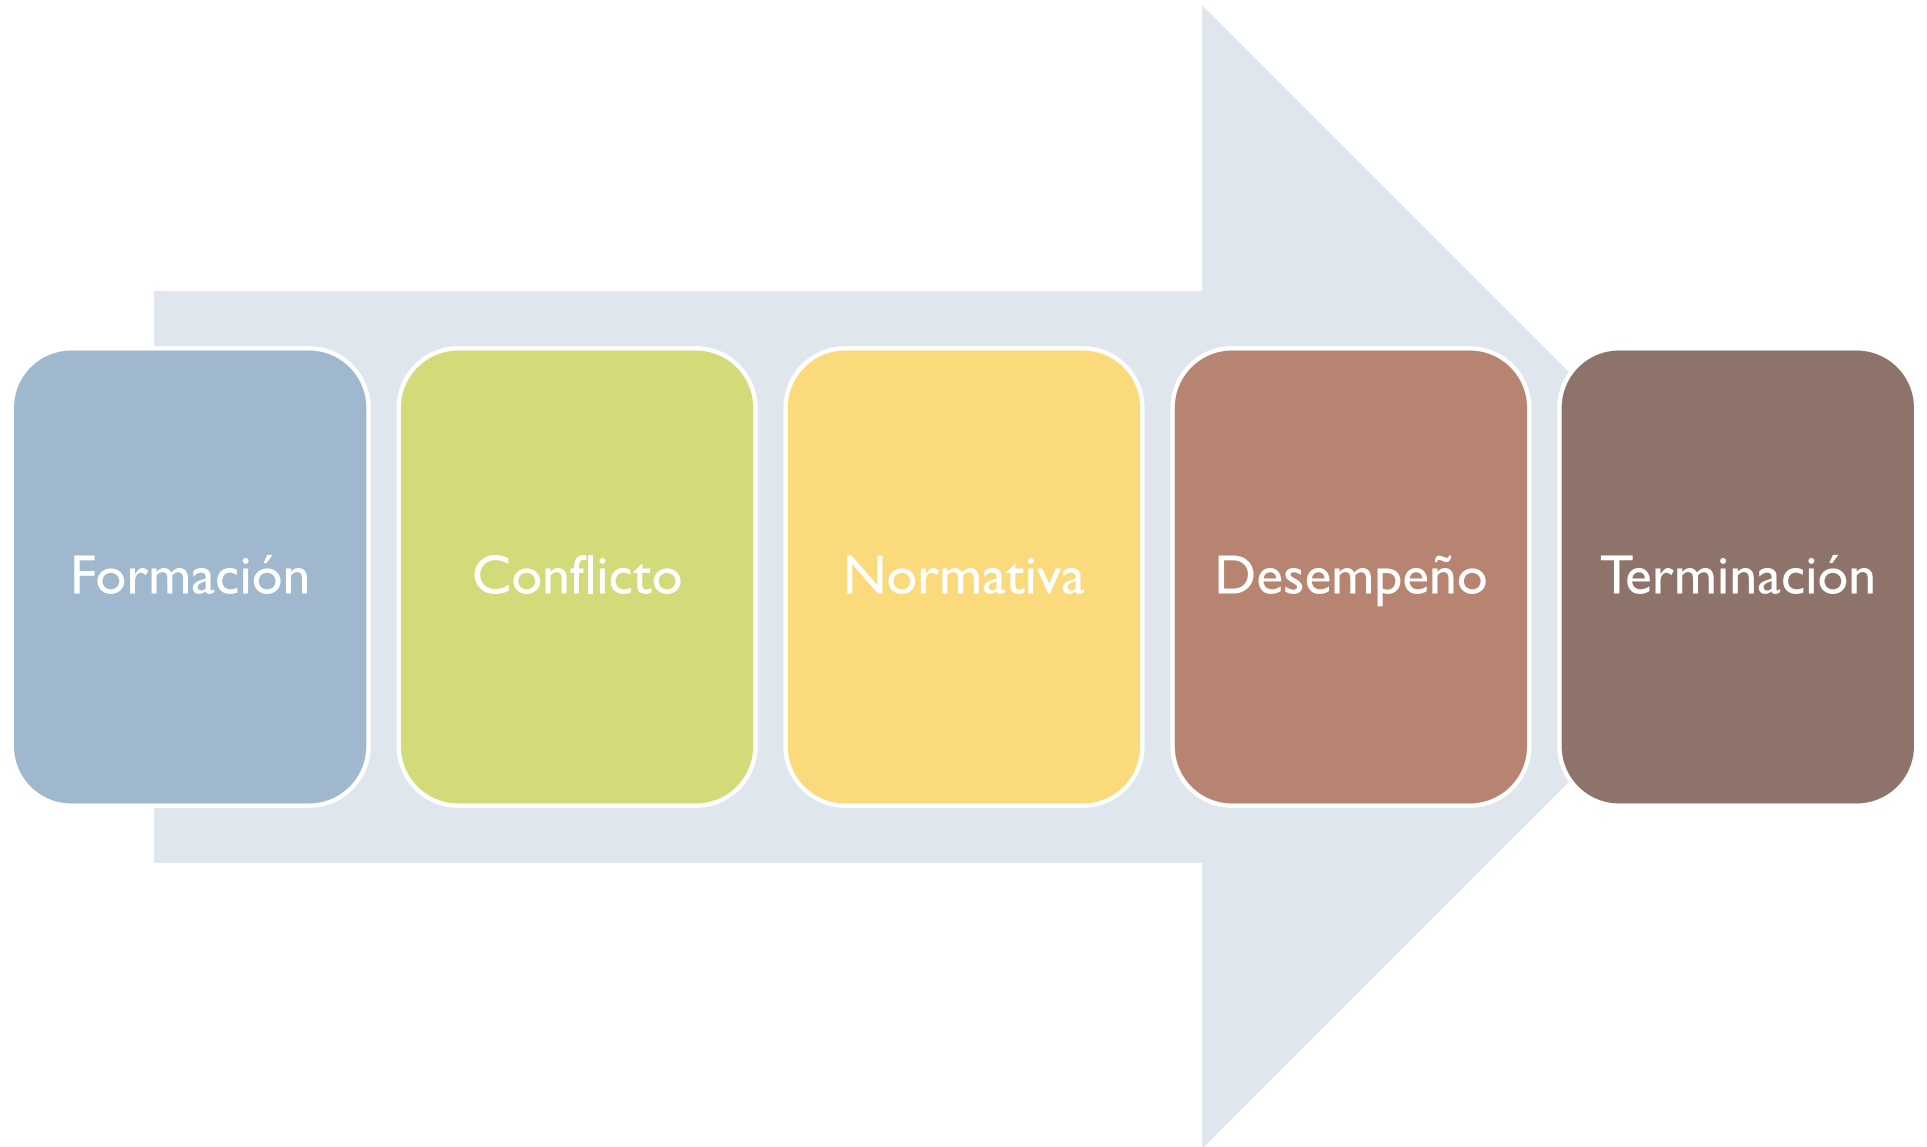 Formación
Conflicto
Normativa
Desempeño
Terminación